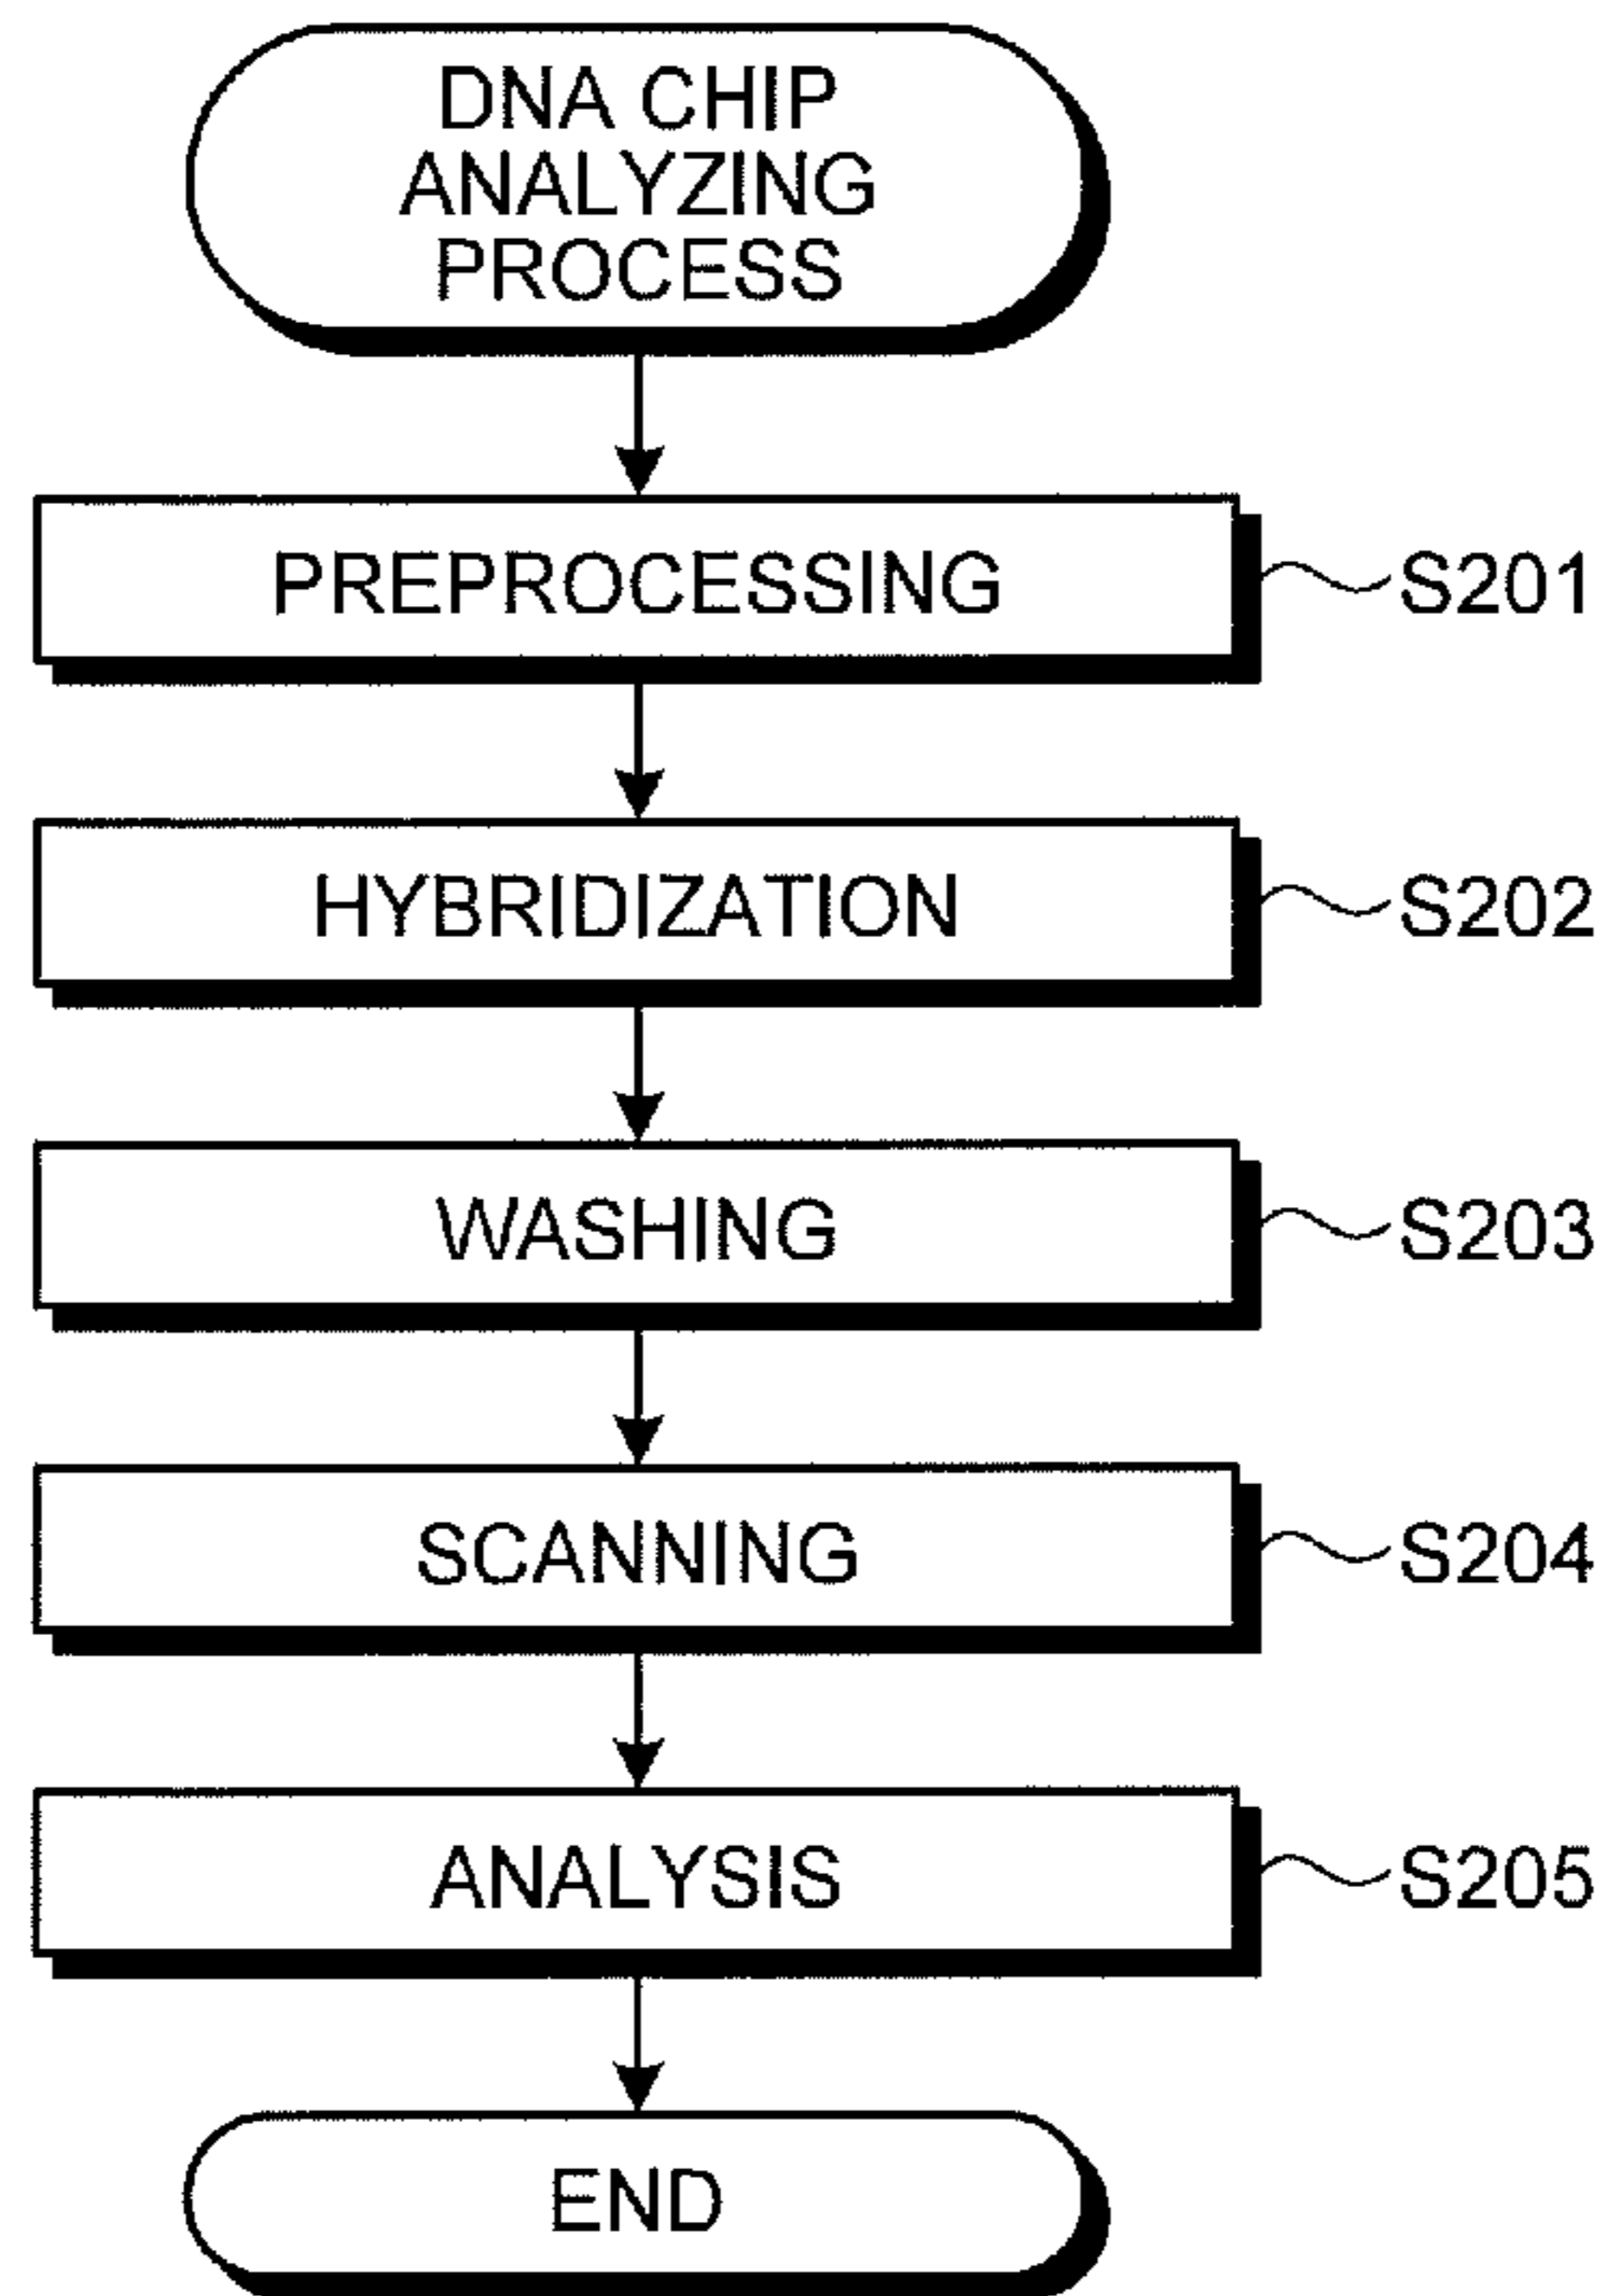 DNA CHIP
ANALYZING
PROCESS
PREPROCESSING
S201
HYBRIDIZATION
S202
WASHING
S203
SCANNING
S204
ANALYSIS
S205
END